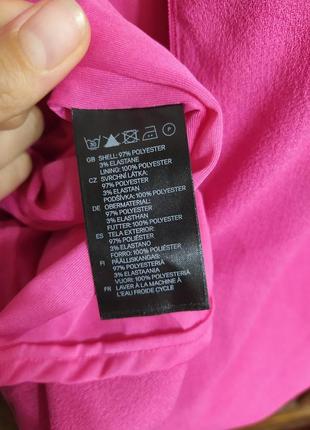 30 P
GB SHELL: 97% POLYESTER
3% ELASTANE
LINING: 100% POLYESTER
CZ SVRCHNÍ LÁTKA:
97% POLYESTER
3% ELASTAN
PODŠÍVKA: 100% POLYESTER
DE OBERMATERIAL:
97% POLYESTER
3% ELASTHAN
FUTTER: 100% POLYESTER
ES TELA EXTERIOR:
97% POLIÉSTER
3% ELASTANO
FORRO: 100% POLIÉSTER
FI PÄÄLLISKANGAS:
97% POLYESTERIÄ
3% ELASTAANIA
VUORI: 100% POLYESTERIA
FR LAVER À LA MACHINE À
L'EAU FROIDE CYCLE